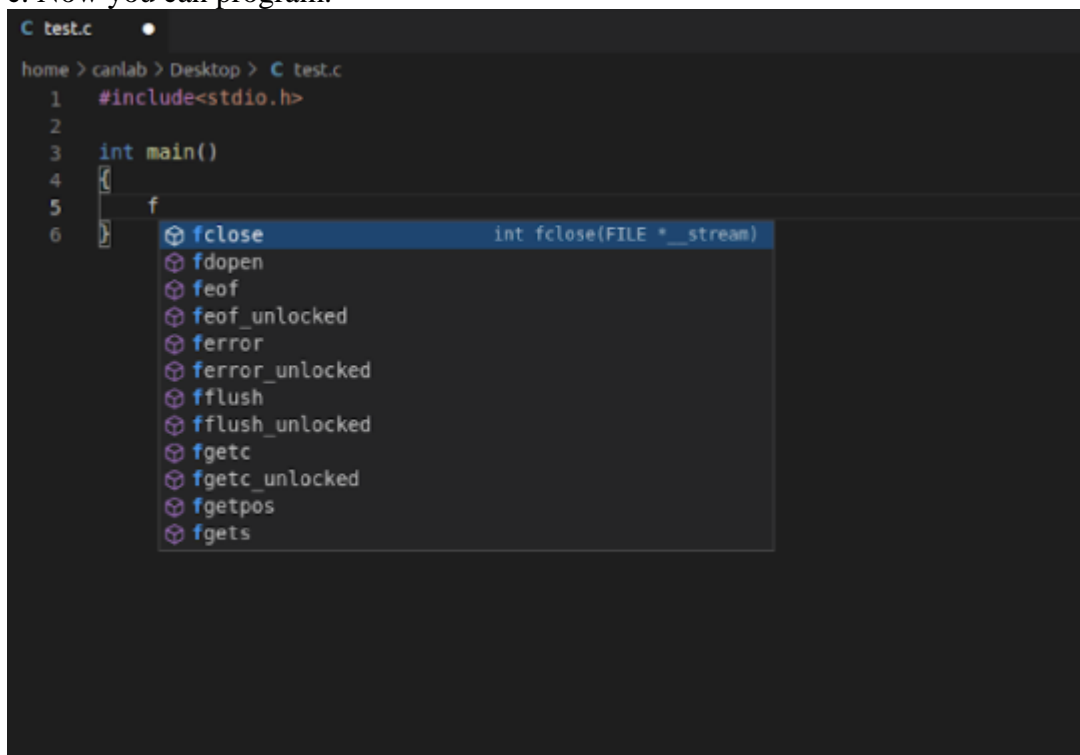 c. Now you can program.
C test.c
home > canlab > Desktop > C test.c
1 #include<stdio.h>
2
3 int main()
4 {
5 f
6 }
fclose int fclose(FILE *__stream)
fdopen
feof
feof_unlocked
ferror
ferror_unlocked
fflush
fflush_unlocked
fgetc
fgetc_unlocked
fgetpos
fgets